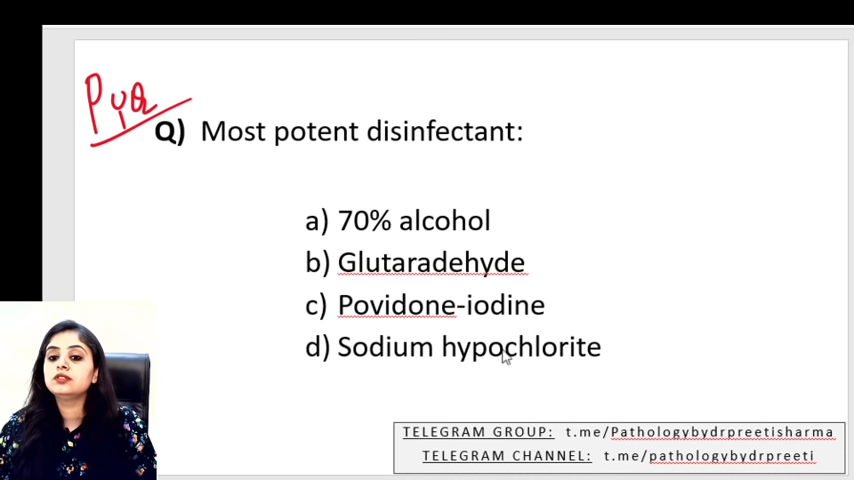 PYQ
Q) Most potent disinfectant:
a) 70% alcohol
b) Glutaradehyde
c) Povidone-iodine
d) Sodium hypochlorite
TELEGRAM GROUP: t.me/Pathologybydrpreetisharma
TELEGRAM CHANNEL: t.me/pathologybydrpreeti